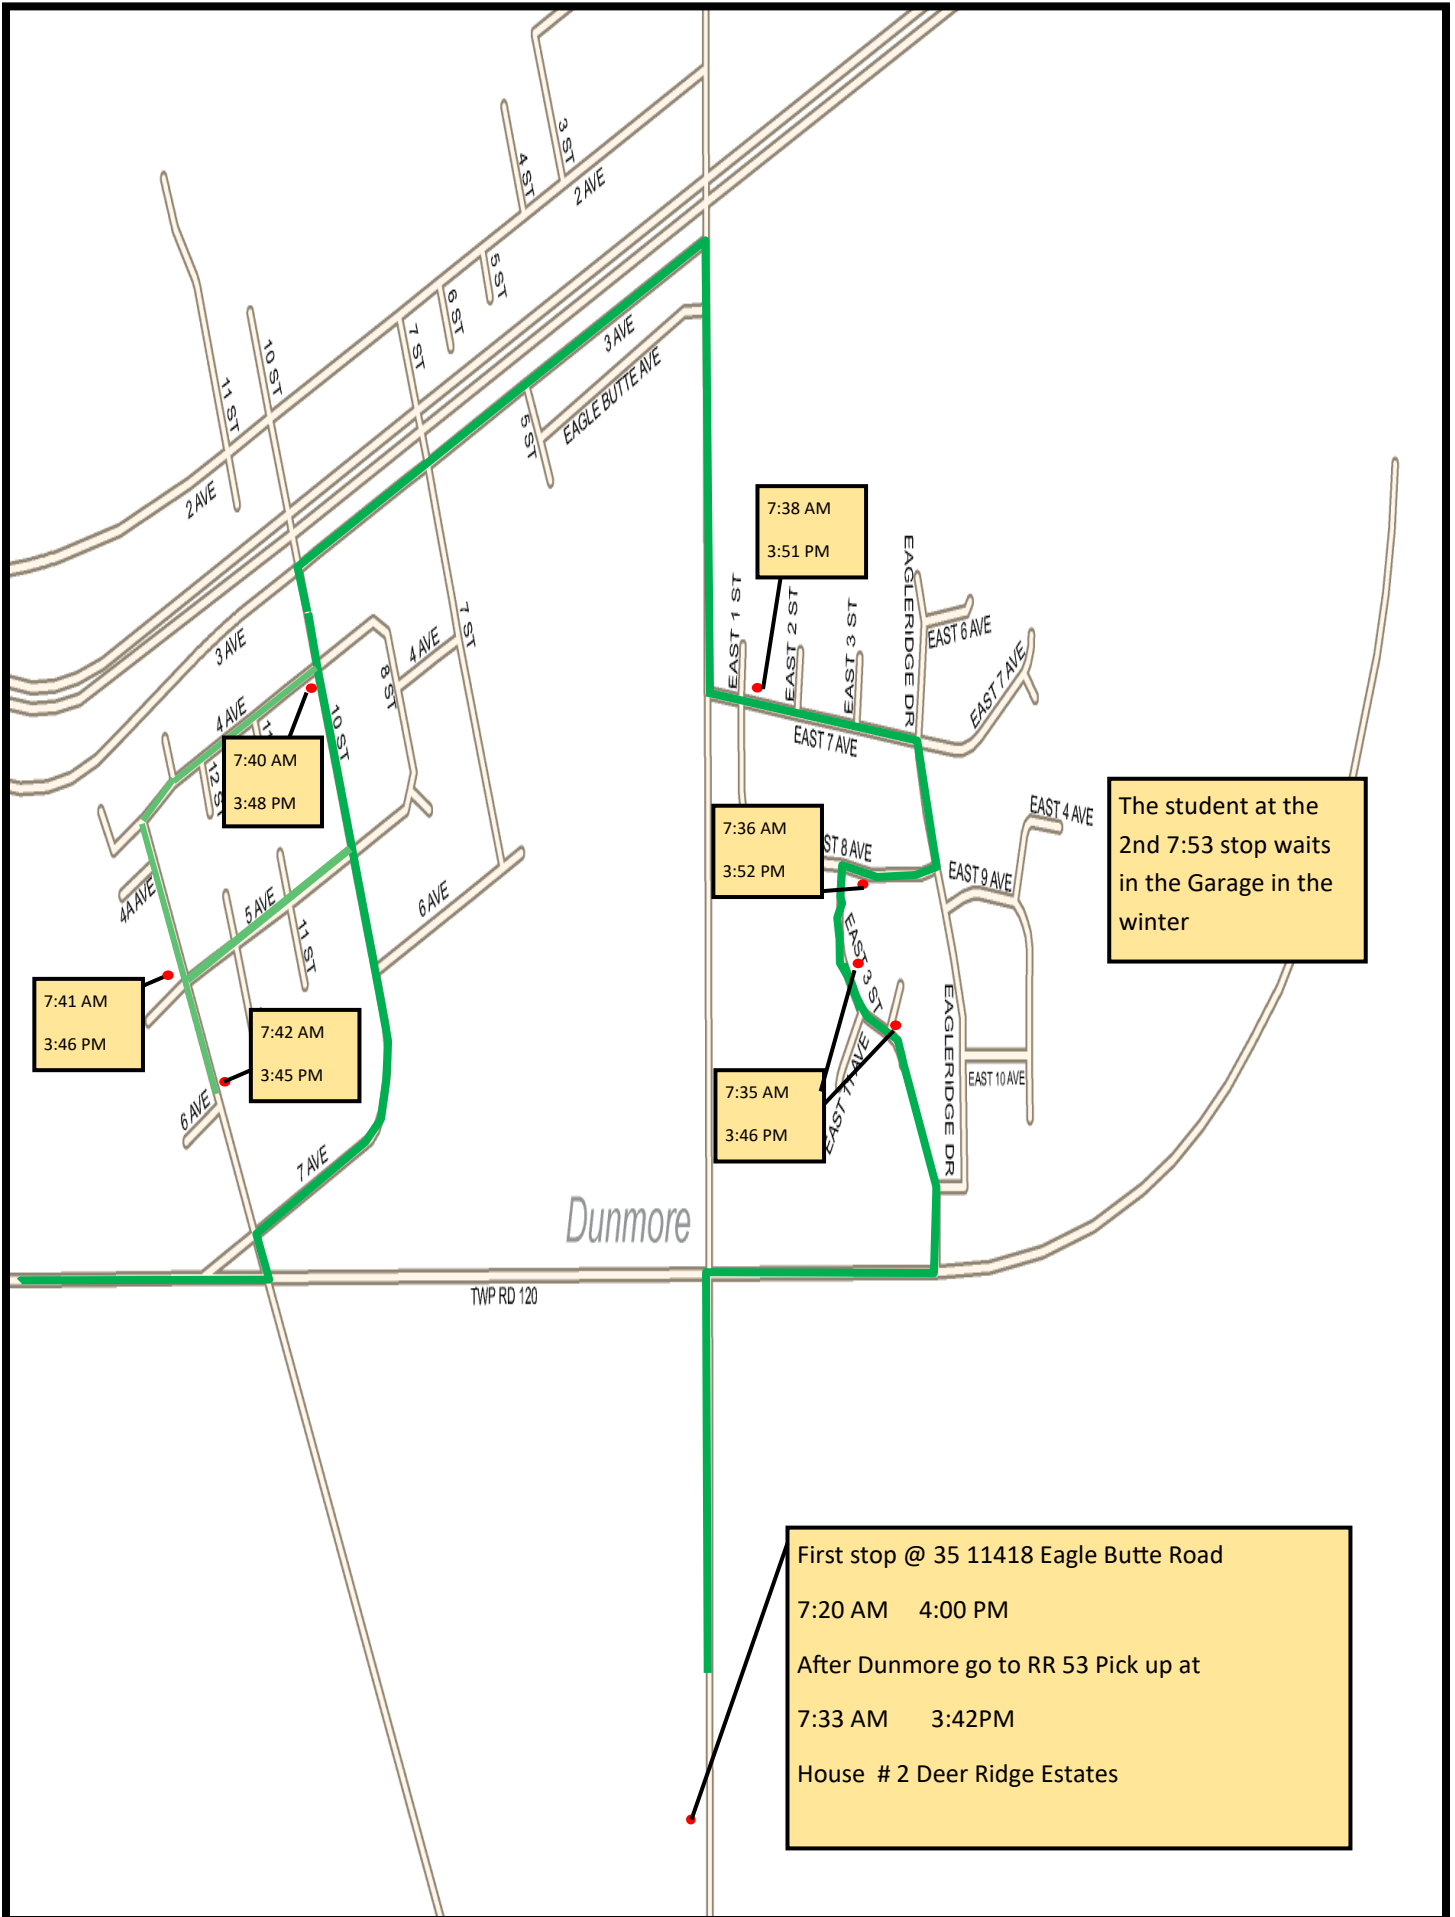 3 ST
4 ST
2 AVE
5 ST
6 ST
7 ST
10 ST
11 ST
3 AVE
EAGLE BUTTE AVE
5 ST
2 AVE
7:38 AM
3:51 PM
EAGLERIDGE DR
EAST 1 ST
EAST 2 ST
EAST 3 ST
EAST 6 AVE
EAST 7 AVE
EAST 7 AVE
7 ST
4 AVE
8 ST
3 AVE
4 AVE
11
10 ST
12 ST
7:40 AM
3:48 PM
The student at the
2nd 7:53 stop waits
in the Garage in the
winter
EAST 4 AVE
7:36 AM
3:52 PM
ST 8 AVE
EAST 9 AVE
4A AVE
5 AVE
11 ST
6 AVE
EAST 3 ST
7:41 AM
3:46 PM
7:42 AM
3:45 PM
EAGLERIDGE DR
EAST 10 AVE
7:35 AM
3:46 PM
EAST 17 AVE
6 AVE
7 AVE
Dunmore
TWP RD 120
First stop @ 35 11418 Eagle Butte Road
7:20 AM 4:00 PM
After Dunmore go to RR 53 Pick up at
7:33 AM 3:42PM
House # 2 Deer Ridge Estates